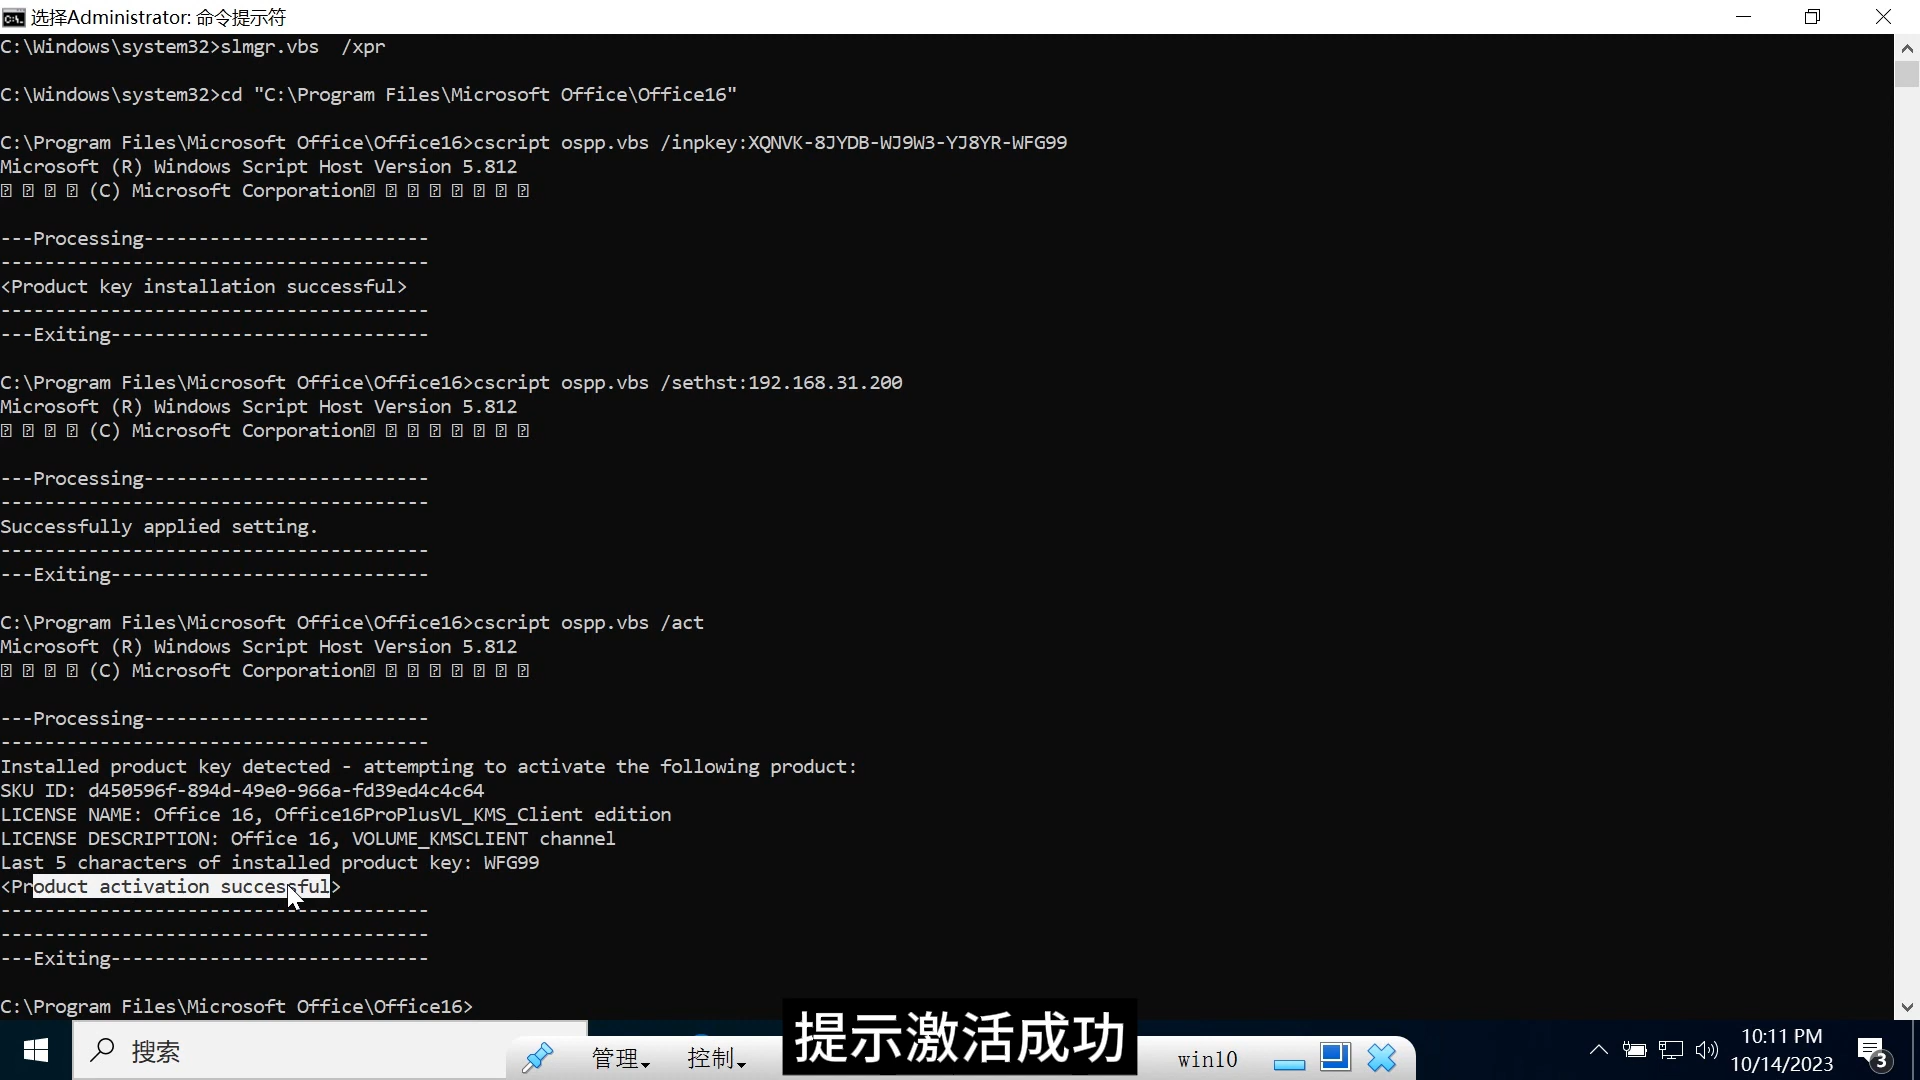 选择Administrator: 命令提示符
C:\Windows\system32>slmgr.vbs  /xpr
C:\Windows\system32>cd "C:\Program Files\Microsoft Office\Office16"
C:\Program Files\Microsoft Office\Office16>cscript ospp.vbs /inpkey:XQNVK-8JYDB-WJ9W3-YJ8YR-WFG99
Microsoft (R) Windows Script Host Version 5.812
(C) Microsoft Corporation
---Processing--------------------------
---------------------------------------
<Product key installation successful>
---------------------------------------
---Exiting-----------------------------
C:\Program Files\Microsoft Office\Office16>cscript ospp.vbs /sethst:192.168.31.200
Microsoft (R) Windows Script Host Version 5.812
(C) Microsoft Corporation
---Processing--------------------------
---------------------------------------
Successfully applied setting.
---------------------------------------
---Exiting-----------------------------
C:\Program Files\Microsoft Office\Office16>cscript ospp.vbs /act
Microsoft (R) Windows Script Host Version 5.812
(C) Microsoft Corporation
---Processing--------------------------
---------------------------------------
Installed product key detected - attempting to activate the following product:
SKU ID: d450596f-894d-49e0-966a-fd39ed4c4c64
LICENSE NAME: Office 16, Office16ProPlusVL_KMS_Client edition
LICENSE DESCRIPTION: Office 16, VOLUME_KMSCLIENT channel
Last 5 characters of installed product key: WFG99
<Product activation successful>
---------------------------------------
---------------------------------------
---Exiting-----------------------------
C:\Program Files\Microsoft Office\Office16>
提示激活成功
搜索
管理
控制
win10
10:11 PM
10/14/2023
3